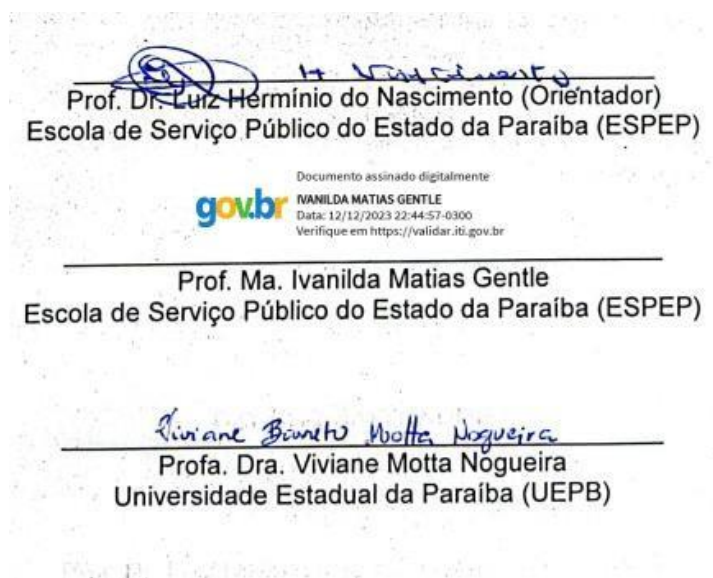 H Nascimento
Prof. Dr. Luiz Hermínio do Nascimento (Orientador)
Escola de Serviço Público do Estado da Paraíba (ESPEP)
Documento assinado digitalmente
gov.br
IVANILDA MATIAS GENTLE
Data: 12/12/2023 22:44:57-0300
Verifique em https://validar.iti.gov.br
Prof. Ma. Ivanilda Matias Gentle
Escola de Serviço Público do Estado da Paraíba (ESPEP)
Viviane Barreto Motta Nogueira
Profa. Dra. Viviane Motta Nogueira
Universidade Estadual da Paraíba (UEPB)